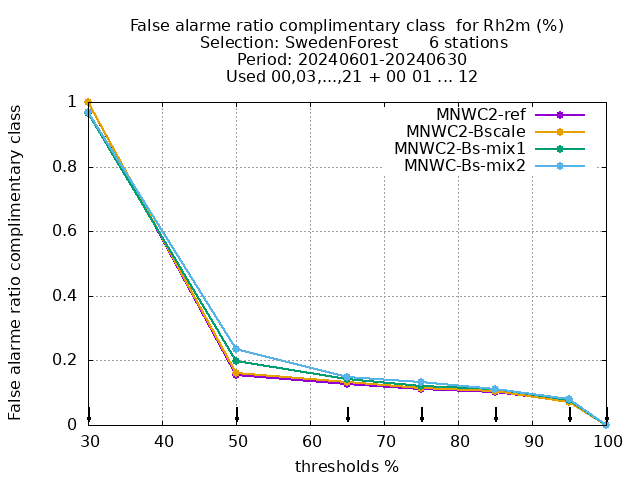 False alarme ratio complimentary class  for Rh2m (%)
Selection: SwedenForest      6 stations
Period: 20240601-20240630
Used 00,03,...,21 + 00 01 ... 12
False alarme ratio complimentary class
1
0.8
0.6
0.4
0.2
0
MNWC2-ref
MNWC2-Bscale
MNWC2-Bs-mix1
MNWC-Bs-mix2
30 40 50 60 70 80 90 100
thresholds %